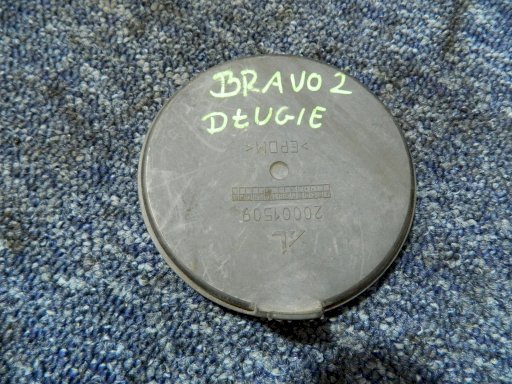 BRAVO 2
DŁUGIE
>EPDM<
20001509
AL